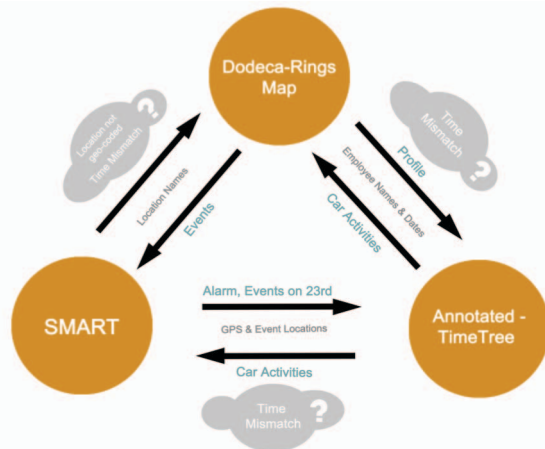 Dodeca-Rings
Map
Location not
geo-coded
Time Mismatch
?
Location Names
Events
Time
Mismatch
?
Profile
Employee Names & Dates
Car Activities
SMART
Alarm, Events on 23rd
GPS & Event Locations
Car Activities
Annotated -
TimeTree
Time
Mismatch
?